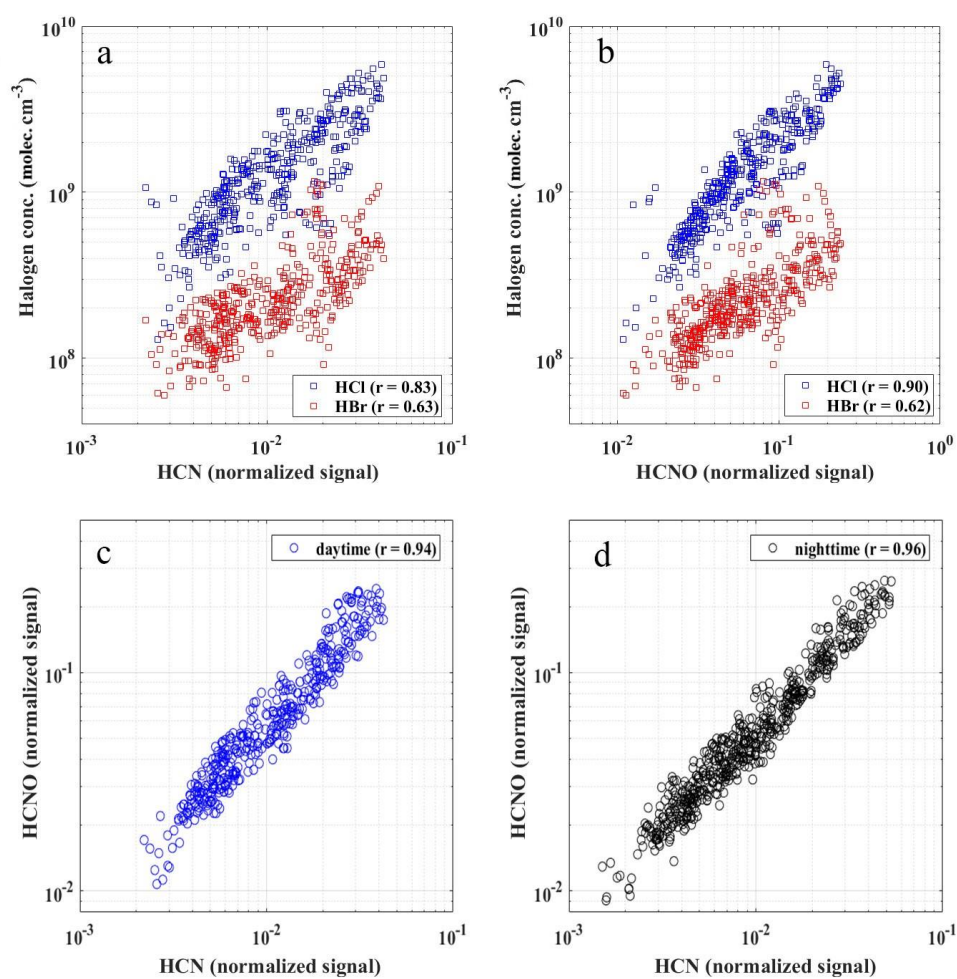 a
10^10
10^9
10^8
Halogen conc. (molec. cm^-3)
HCl (r = 0.83)
HBr (r = 0.63)
10^-3
10^-2
10^-1
HCN (normalized signal)
b
10^10
10^9
10^8
Halogen conc. (molec. cm^-3)
HCl (r = 0.90)
HBr (r = 0.62)
10^-2
10^-1
10^0
HCNO (normalized signal)
c
daytime (r = 0.94)
10^-1
10^-2
HCNO (normalized signal)
10^-3
10^-2
10^-1
HCN (normalized signal)
d
nighttime (r = 0.96)
10^-1
10^-2
HCNO (normalized signal)
10^-3
10^-2
10^-1
HCN (normalized signal)